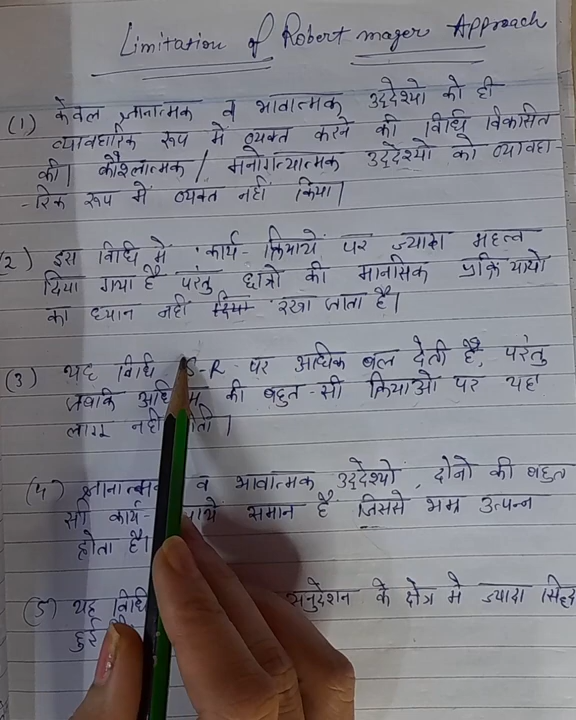 Limitation of Robert mager Approach
(1) केवल ज्ञानात्मक व भावात्मक उद्देश्यो को ही
व्यावहारिक रूप में व्यक्त करने की विधि विकसित
की। कौशलात्मक / मनोगत्यात्मक उद्देश्यो को व्यावहा
-रिक रूप में व्यक्त नहीं किया।
(2) इस विधि में कार्य-क्रियायें पर ज्यादा महत्व
दिया गया है परंतु छात्रो की मानसिक प्रक्रियायो
का ध्यान नहीं दिया रखा जाता है।
(3) यह विधि S-R पर अधिक बल देती है, परंतु
जबकि की बहुत-सी क्रियाओ पर यह
लागू नही
(4) व भावात्मक उद्देश्यो, दोनो की बहुत
सी कार्य- समान है जिससे भ्रम उत्पन्न
होता है।
(5) यह विधि अनुदेशन के क्षेत्र मे ज्यादा
हुई